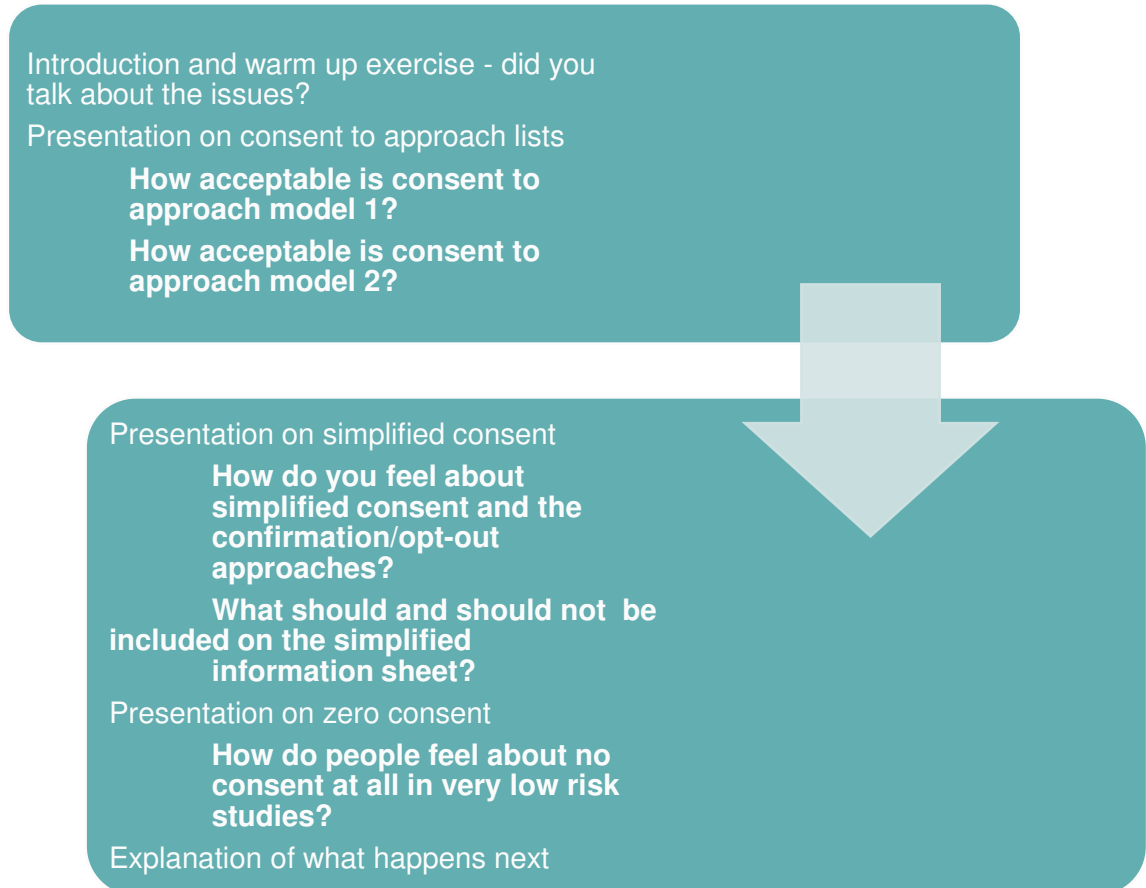 Introduction and warm up exercise - did you
talk about the issues?
Presentation on consent to approach lists
How acceptable is consent to
approach model 1?
How acceptable is consent to
approach model 2?
Presentation on simplified consent
How do you feel about
simplified consent and the
confirmation/opt-out
approaches?
What should and should not  be
included on the simplified
information sheet?
Presentation on zero consent
How do people feel about no
consent at all in very low risk
studies?
Explanation of what happens next